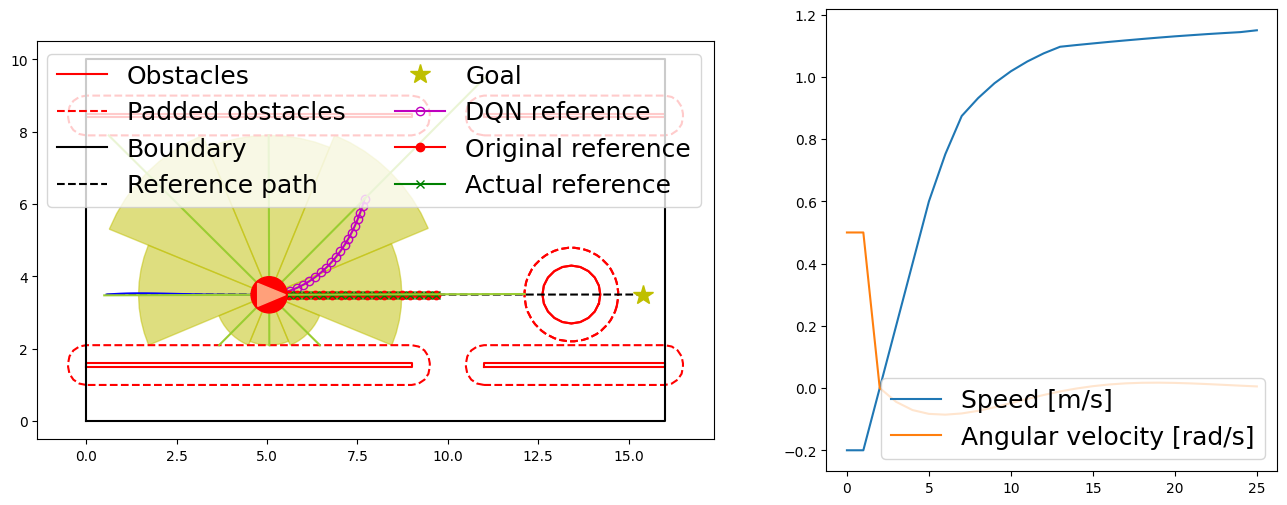 Obstacles
Padded obstacles
Boundary
Reference path
Goal
DQN reference
Original reference
Actual reference
10
8
6
4
2
0
0.0 2.5 5.0 7.5 10.0 12.5 15.0
1.2
1.0
0.8
0.6
0.4
0.2
0.0
−0.2
Speed [m/s]
Angular velocity [rad/s]
0 5 10 15 20 25